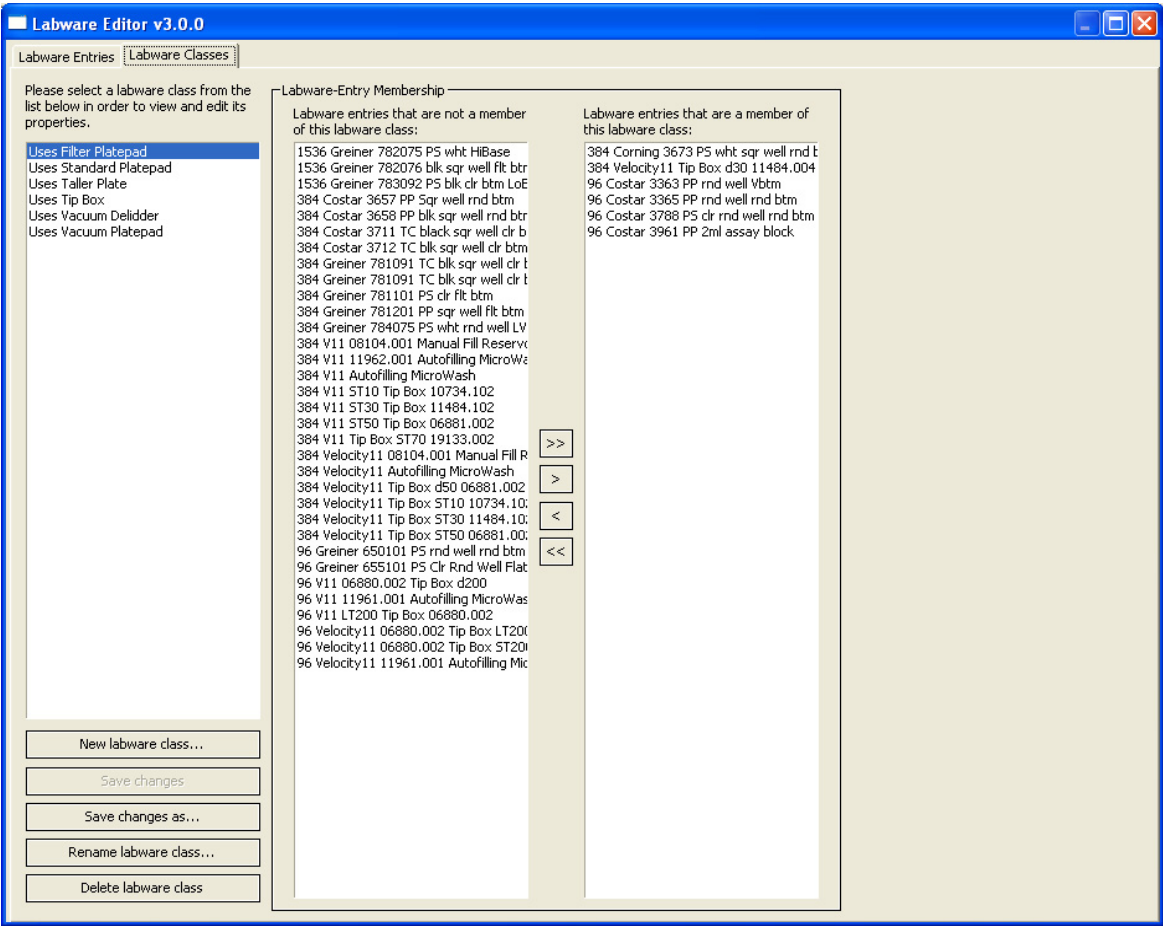 Labware Editor v3.0.0
Labware Entries
Labware Classes
Please select a labware class from the
list below in order to view and edit its
properties.
Uses Filter Platepad
Uses Standard Platepad
Uses Taller Plate
Uses Tip Box
Uses Vacuum Delidder
Uses Vacuum Platepad
New labware class...
Save changes
Save changes as...
Rename labware class...
Delete labware class
Labware-Entry Membership
Labware entries that are not a member
of this labware class:
1536 Greiner 782075 PS wht HiBase
1536 Greiner 782076 blk sqr well flt btr
1536 Greiner 783092 PS blk clr btm LoE
384 Costar 3657 PP Sqr well rnd btm
384 Costar 3658 PP blk sqr well rnd btr
384 Costar 3711 TC black sqr well clr b
384 Costar 3712 TC blk sqr well clr btm
384 Greiner 781091 TC blk sqr well clr t
384 Greiner 781091 TC blk sqr well clr t
384 Greiner 781101 PS clr flt btm
384 Greiner 781201 PP sqr well flt btm
384 Greiner 784075 PS wht rnd well LV
384 V11 08104.001 Manual Fill Reservo
384 V11 11962.001 Autofilling MicroWa
384 V11 Autofilling MicroWash
384 V11 ST10 Tip Box 10734.102
384 V11 ST30 Tip Box 11484.102
384 V11 ST50 Tip Box 06881.002
384 V11 Tip Box ST70 19133.002
384 Velocity11 08104.001 Manual Fill R
384 Velocity11 Autofilling MicroWash
384 Velocity11 Tip Box d50 06881.002
384 Velocity11 Tip Box ST10 10734.10
384 Velocity11 Tip Box ST30 11484.10
384 Velocity11 Tip Box ST50 06881.00
96 Greiner 650101 PS rnd well rnd btm
96 Greiner 655101 PS Clr Rnd Well Flat
96 V11 06880.002 Tip Box d200
96 V11 11961.001 Autofilling MicroWas
96 V11 LT200 Tip Box 06880.002
96 Velocity11 06880.002 Tip Box LT200
96 Velocity11 06880.002 Tip Box ST20
96 Velocity11 11961.001 Autofilling Mic
>>
>
<
<<
Labware entries that are a member of
this labware class:
384 Corning 3673 PS wht sqr well rnd t
384 Velocity11 Tip Box d30 11484.004
96 Costar 3363 PP rnd well Vbtm
96 Costar 3365 PP rnd well rnd btm
96 Costar 3788 PS clr rnd well rnd btm
96 Costar 3961 PP 2ml assay block